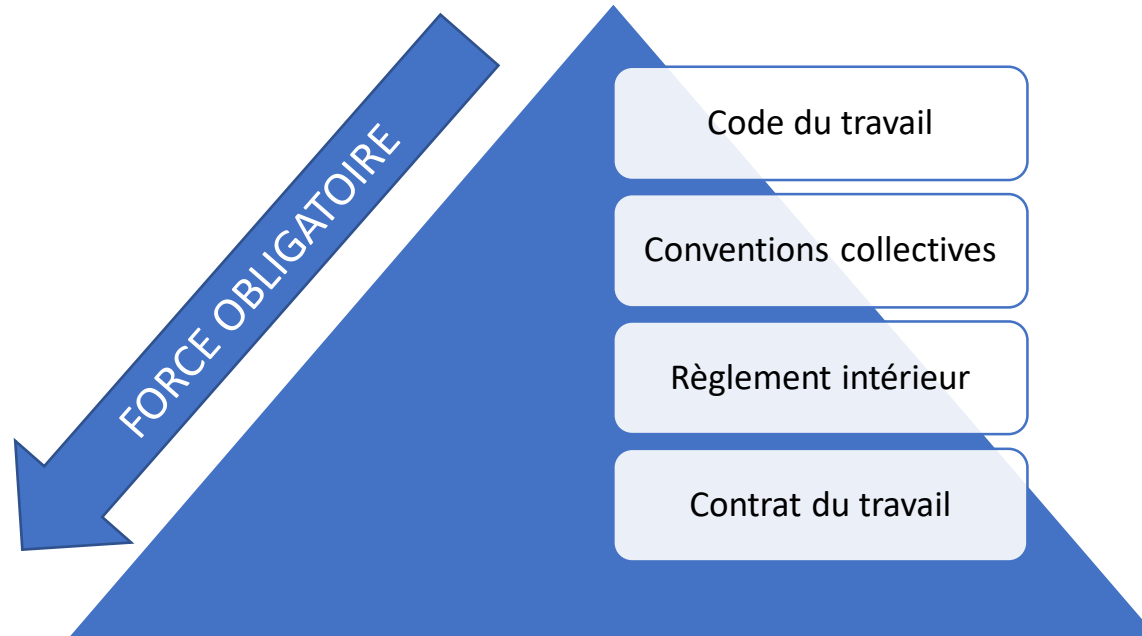 FORCE OBLIGATOIRE
Code du travail
Conventions collectives
Règlement intérieur
Contrat du travail